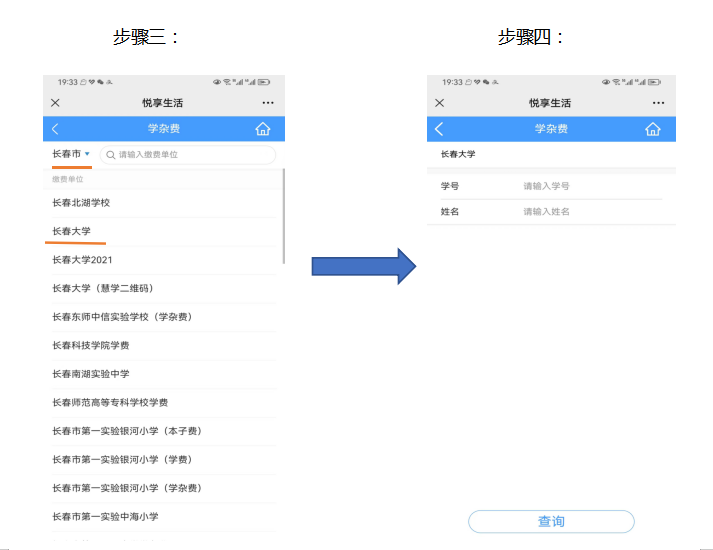 步骤三：
19:33
悦享生活
学杂费
长春市
请输入缴费单位
缴费单位
长春北湖学校
长春大学
长春大学2021
长春大学（慧学二维码）
长春东师中信实验学校（学杂费）
长春科技学院学费
长春南湖实验中学
长春师范高等专科学校学费
长春市第一实验银河小学（本子费）
长春市第一实验银河小学（学费）
长春市第一实验银河小学（学杂费）
长春市第一实验中海小学
步骤四：
19:33
悦享生活
学杂费
长春大学
学号 请输入学号
姓名 请输入姓名
查询